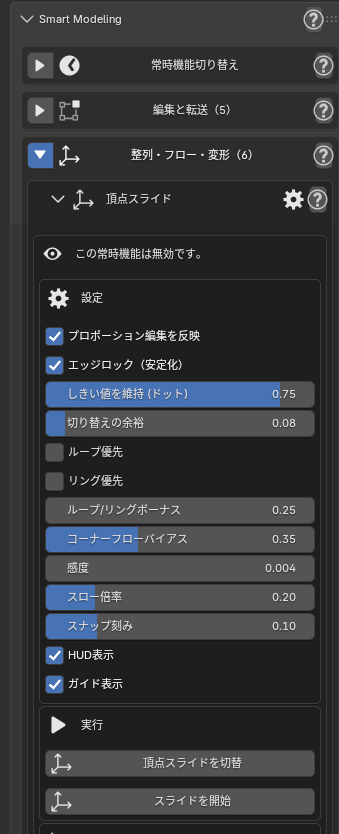 Smart Modeling
常時機能切り替え
編集と転送（5）
整列・フロー・変形（6）
頂点スライド
この常時機能は無効です。
設定
プロポーション編集を反映
エッジロック（安定化）
しきい値を維持 (ドット) 0.75
切り替えの余裕 0.08
ループ優先
リング優先
ループ/リングボーナス 0.25
コーナーフローバイアス 0.35
感度 0.004
スロー倍率 0.20
スナップ刻み 0.10
HUD表示
ガイド表示
実行
頂点スライドを切替
スライドを開始